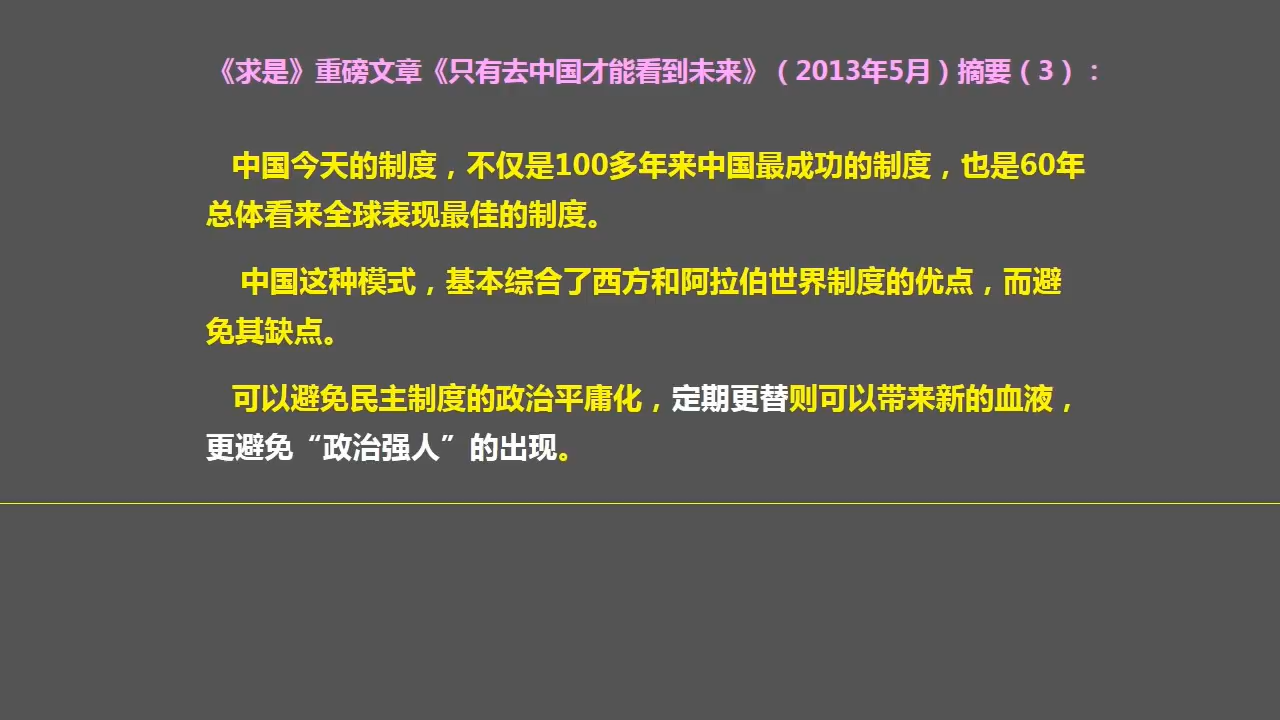 《求是》重磅文章《只有去中国才能看到未来》（2013年5月）摘要（3）：
中国今天的制度，不仅是100多年来中国最成功的制度，也是60年
总体看来全球表现最佳的制度。
中国这种模式，基本综合了西方和阿拉伯世界制度的优点，而避
免其缺点。
可以避免民主制度的政治平庸化，定期更替则可以带来新的血液，
更避免“政治强人”的出现。